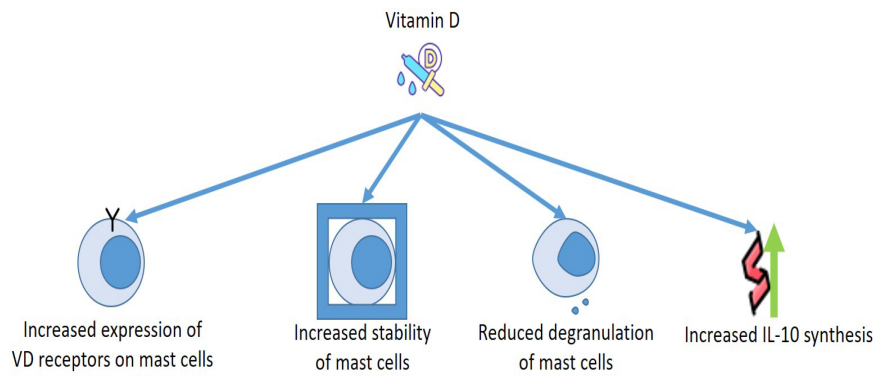 Vitamin D
D
Increased expression of
VD receptors on mast cells
Increased stability
of mast cells
Reduced degranulation
of mast cells
Increased IL-10 synthesis